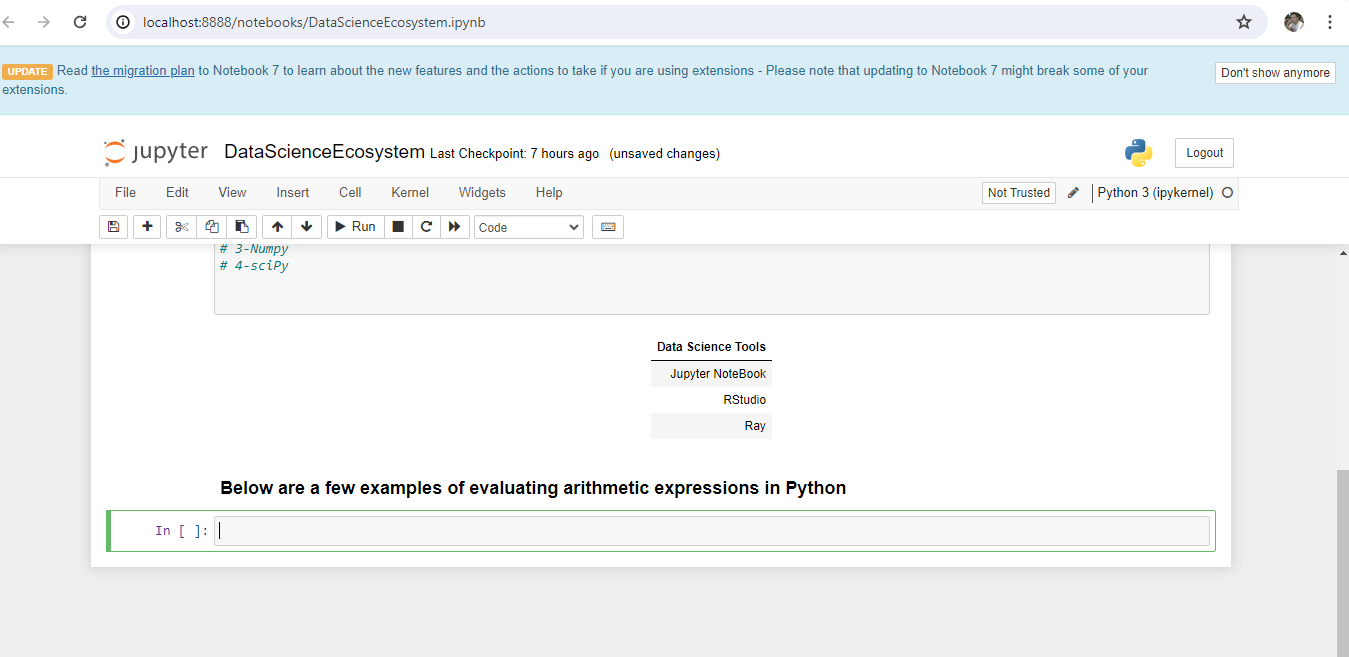 localhost:8888/notebooks/DataScienceEcosystem.ipynb
UPDATE Read the migration plan to Notebook 7 to learn about the new features and the actions to take if you are using extensions - Please note that updating to Notebook 7 might break some of your
extensions.
Don't show anymore
jupyter DataScienceEcosystem Last Checkpoint: 7 hours ago (unsaved changes)
Logout
File Edit View Insert Cell Kernel Widgets Help
Not Trusted Python 3 (ipykernel)
Run Code
# 3-Numpy
# 4-sciPy
Data Science Tools
Jupyter NoteBook
RStudio
Ray
Below are a few examples of evaluating arithmetic expressions in Python
In [ ]: